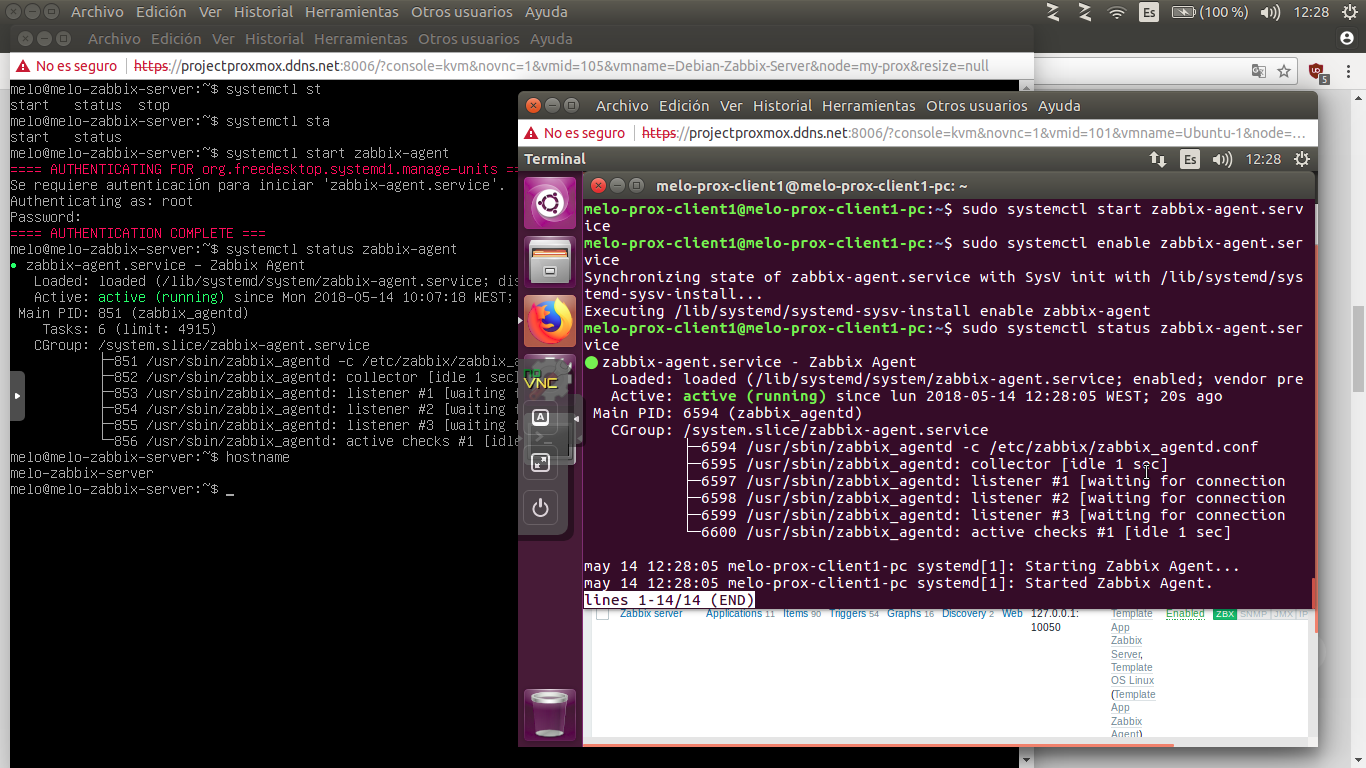 Archivo Edición Ver Historial Herramientas Otros usuarios Ayuda
Es (100 %) 12:28
Archivo Edición Ver Historial Herramientas Otros usuarios Ayuda
No es seguro https://projectproxmox.ddns.net:8006/?console=kvm&novnc=1&vmid=105&vmname=Debian-Zabbix-Server&node=my-prox&resize=null
5
melo@melo-zabbix-server:~$ systemctl st
start status stop
melo@melo-zabbix-server:~$ systemctl sta
start status
melo@melo-zabbix-server:~$ systemctl start zabbix-agent
==== AUTHENTICATING FOR org.freedesktop.systemd1.manage-units ==
Se requiere autenticación para iniciar 'zabbix-agent.service'.
Authenticating as: root
Password:
==== AUTHENTICATION COMPLETE ===
melo@melo-zabbix-server:~$ systemctl status zabbix-agent
● zabbix-agent.service - Zabbix Agent
Loaded: loaded (/lib/systemd/system/zabbix-agent.service; dis
Active: active (running) since Mon 2018-05-14 10:07:18 WEST;
Main PID: 851 (zabbix_agentd)
Tasks: 6 (limit: 4915)
CGroup: /system.slice/zabbix-agent.service
├─851 /usr/sbin/zabbix_agentd -c /etc/zabbix/zabbix_a
├─852 /usr/sbin/zabbix_agentd: collector [idle 1 sec]
├─853 /usr/sbin/zabbix_agentd: listener #1 [waiting f
├─854 /usr/sbin/zabbix_agentd: listener #2 [waiting
├─855 /usr/sbin/zabbix_agentd: listener #3 [waiting f
└─856 /usr/sbin/zabbix_agentd: active checks #1 [idle
melo@melo-zabbix-server:~$ hostname
melo-zabbix-server
melo@melo-zabbix-server:~$ _
Archivo Edición Ver Historial Herramientas Otros usuarios Ayuda
No es seguro https://projectproxmox.ddns.net:8006/?console=kvm&novnc=1&vmid=101&vmname=Ubuntu-1&node=...
Terminal Es 12:28
melo-prox-client1@melo-prox-client1-pc: ~
melo-prox-client1@melo-prox-client1-pc:~$ sudo systemctl start zabbix-agent.serv
ice
melo-prox-client1@melo-prox-client1-pc:~$ sudo systemctl enable zabbix-agent.ser
vice
Synchronizing state of zabbix-agent.service with SysV init with /lib/systemd/sys
temd-sysv-install...
Executing /lib/systemd/systemd-sysv-install enable zabbix-agent
melo-prox-client1@melo-prox-client1-pc:~$ sudo systemctl status zabbix-agent.ser
vice
● zabbix-agent.service - Zabbix Agent
Loaded: loaded (/lib/systemd/system/zabbix-agent.service; enabled; vendor pre
Active: active (running) since lun 2018-05-14 12:28:05 WEST; 20s ago
Main PID: 6594 (zabbix_agentd)
CGroup: /system.slice/zabbix-agent.service
├─6594 /usr/sbin/zabbix_agentd -c /etc/zabbix/zabbix_agentd.conf
├─6595 /usr/sbin/zabbix_agentd: collector [idle 1 sec]
├─6597 /usr/sbin/zabbix_agentd: listener #1 [waiting for connection
├─6598 /usr/sbin/zabbix_agentd: listener #2 [waiting for connection
├─6599 /usr/sbin/zabbix_agentd: listener #3 [waiting for connection
└─6600 /usr/sbin/zabbix_agentd: active checks #1 [idle 1 sec]
may 14 12:28:05 melo-prox-client1-pc systemd[1]: Starting Zabbix Agent...
may 14 12:28:05 melo-prox-client1-pc systemd[1]: Started Zabbix Agent.
lines 1-14/14 (END)
no
VNC
A
Zabbix server Applications 11 Items 90 Triggers 54 Graphs 16 Discovery 2 Web 127.0.0.1: Template Enabled ZBX SNMP JMX IP
10050 App
Zabbix
Server,
Template
OS Linux
(Template
App
Zabbix
Agent)